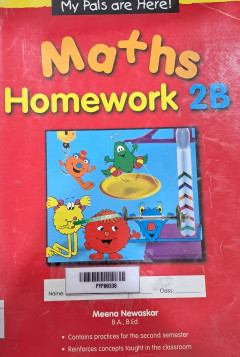 My Pals are Here!
Maths
Homework 2B
FYP00338
Name:
Class:
Meena Newaskar
B.A., B.Ed.
• Contains practices for the second semester
• Reinforces concepts taught in the classroom